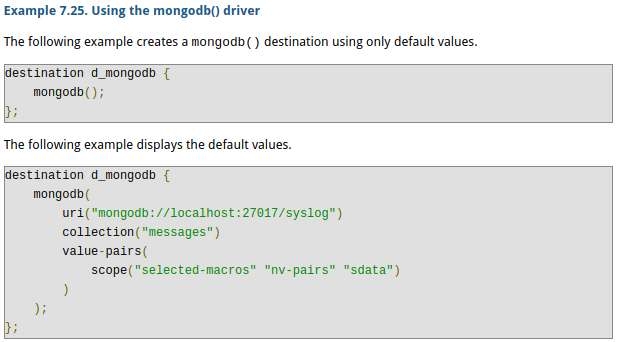 Example 7.25. Using the mongodb() driver
The following example creates a mongodb() destination using only default values.
destination d_mongodb {
    mongodb();
};
The following example displays the default values.
destination d_mongodb {
    mongodb(
        uri("mongodb://localhost:27017/syslog")
        collection("messages")
        value-pairs(
            scope("selected-macros" "nv-pairs" "sdata")
        )
    );
};